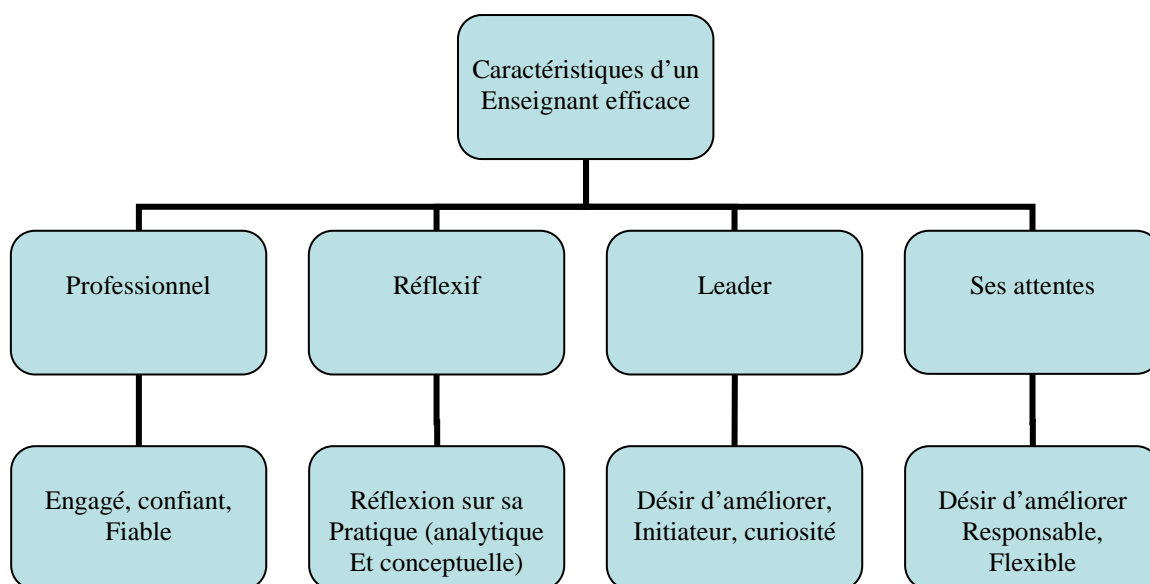 Caractéristiques d’un
Enseignant efficace
Professionnel
Réflexif
Leader
Ses attentes
Engagé, confiant,
Fiable
Réflexion sur sa
Pratique (analytique
Et conceptuelle)
Désir d’améliorer,
Initiateur, curiosité
Désir d’améliorer
Responsable,
Flexible